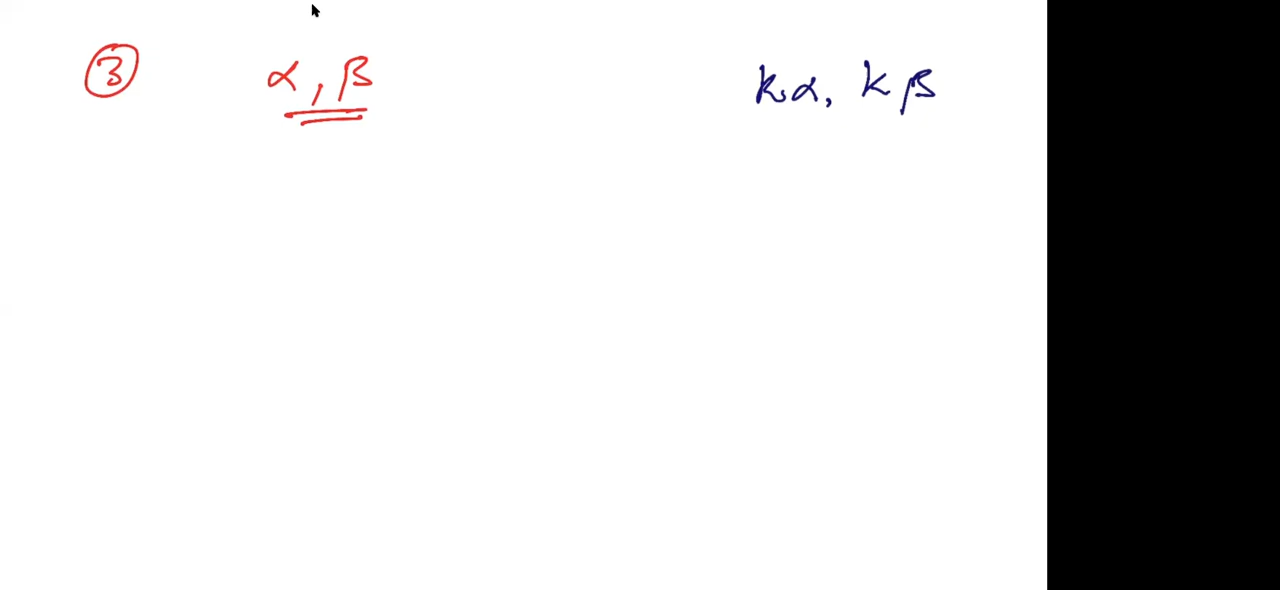 ③ α, β kα, kβ